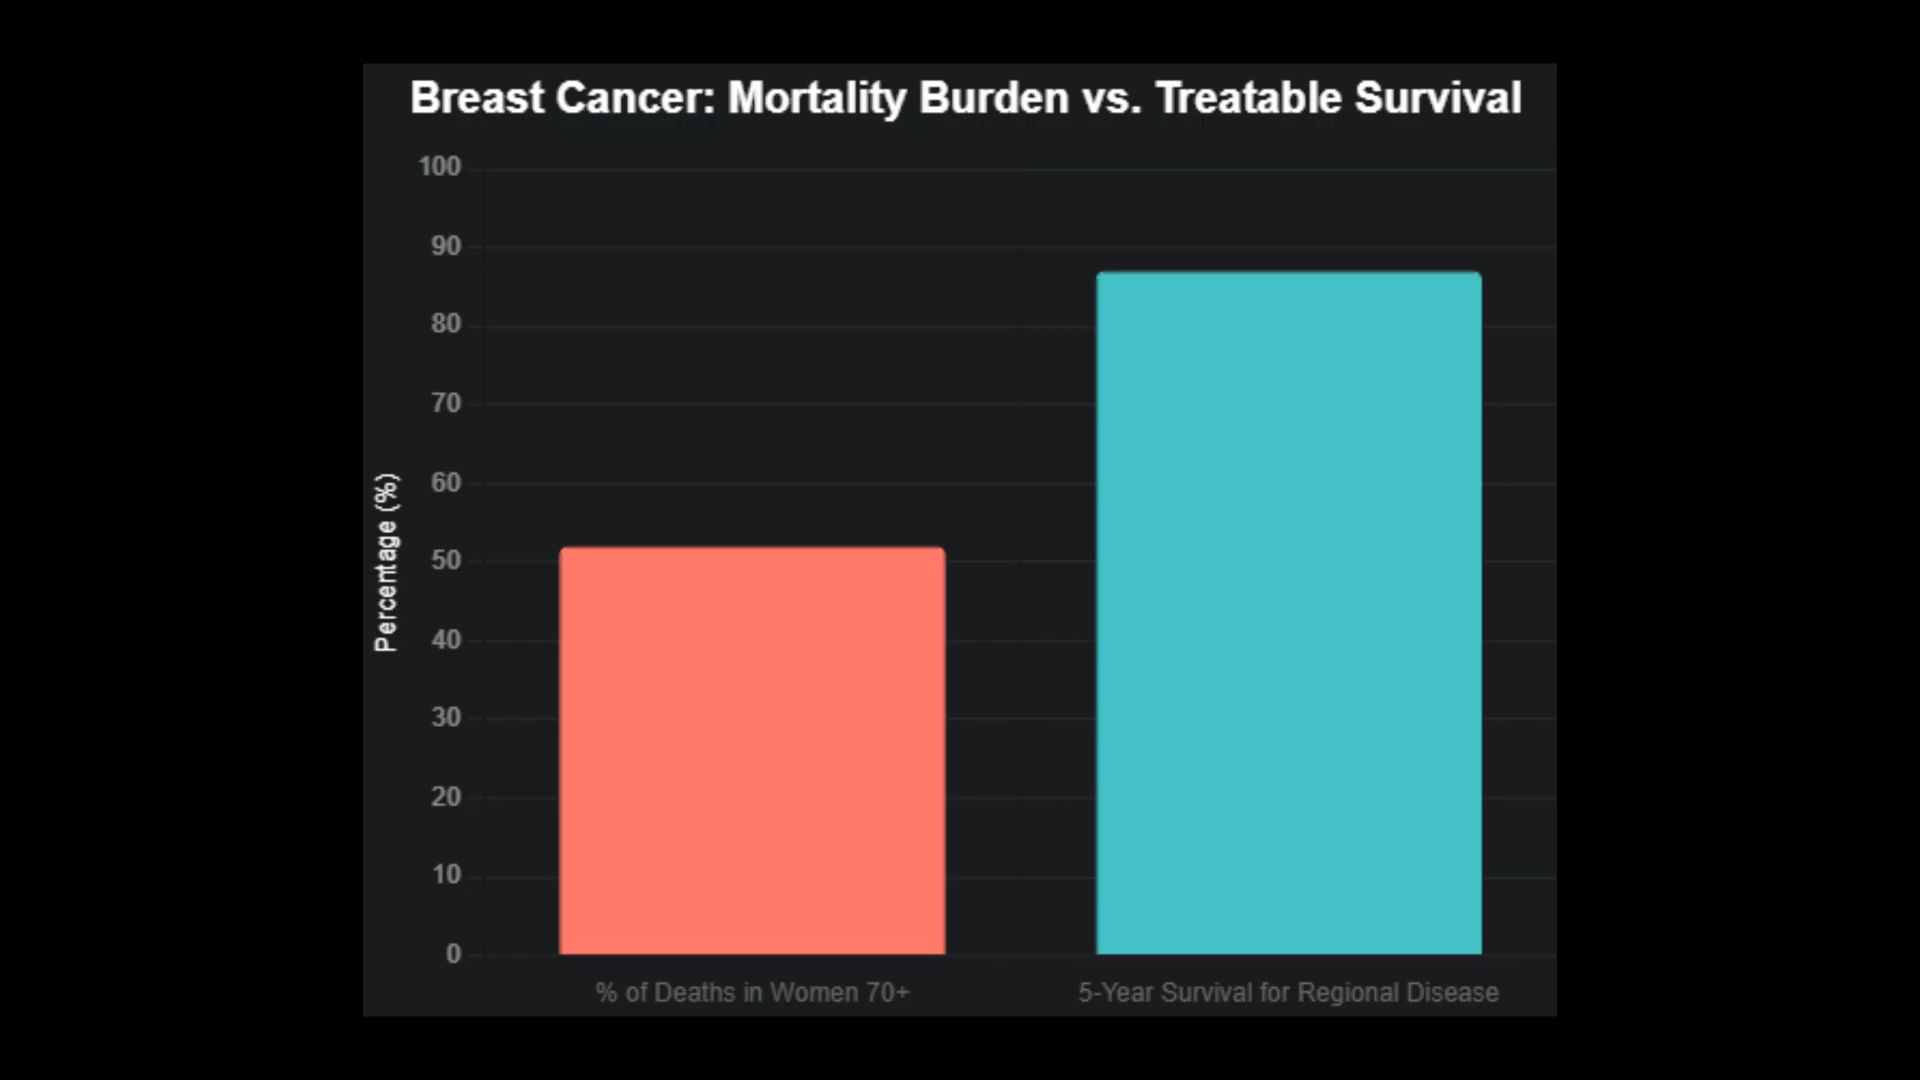 Breast Cancer: Mortality Burden vs. Treatable Survival
100
90
80
70
60
50
40
30
20
10
0
Percentage (%)
% of Deaths in Women 70+
5-Year Survival for Regional Disease